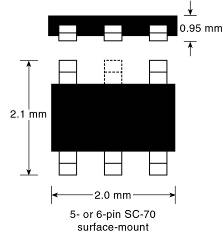 0.95 mm
2.1 mm
2.0 mm
5- or 6-pin SC-70
surface-mount